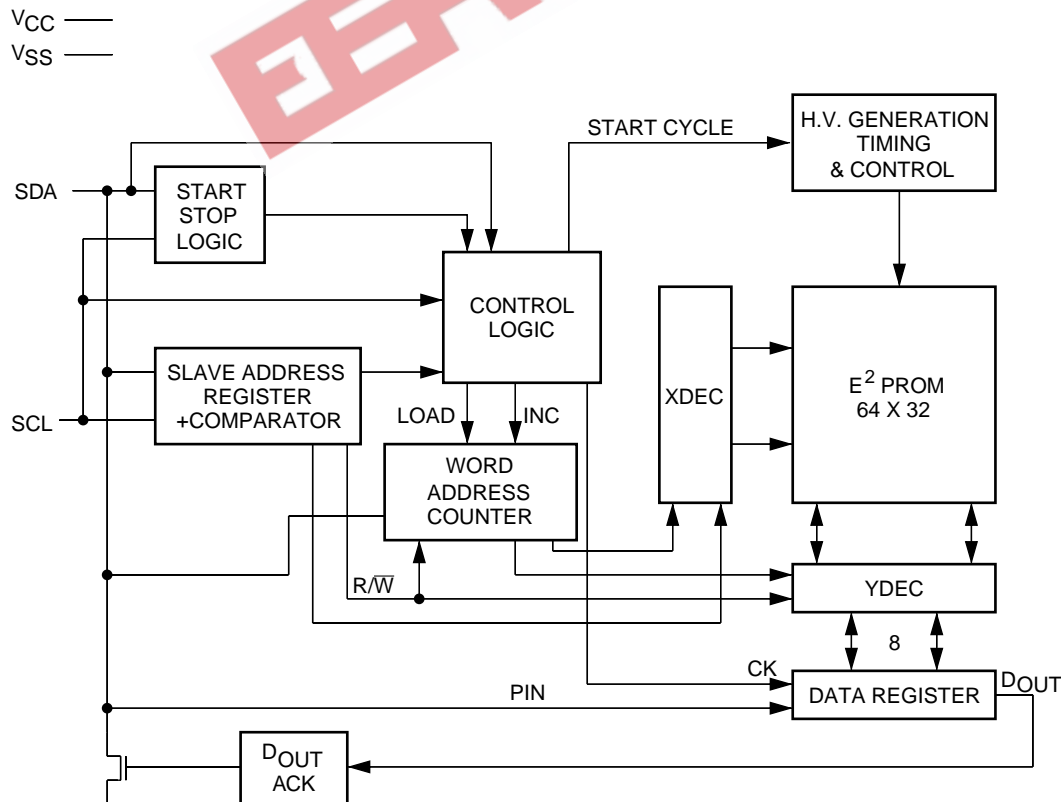 VCC
VSS
START CYCLE
H.V. GENERATION
TIMING
& CONTROL
SDA
START
STOP
LOGIC
CONTROL
LOGIC
SLAVE ADDRESS
REGISTER
+COMPARATOR
SCL
LOAD
INC
XDEC
E² PROM
64 X 32
WORD
ADDRESS
COUNTER
R/W̅
YDEC
8
CK
PIN
DATA REGISTER
DOUT
DOUT
ACK